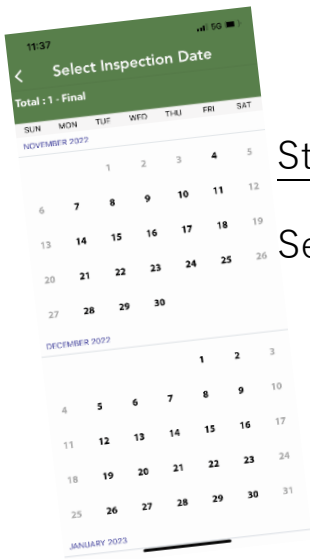 11:37
5G
Select Inspection Date
Total : 1 - Final
SUN MON TUE WED THU FRI SAT
NOVEMBER 2022
1 2 3 4 5
6 7 8 9 10 11 12
13 14 15 16 17 18 19
20 21 22 23 24 25 26
27 28 29 30
DECEMBER 2022
1 2 3
4 5 6 7 8 9 10
11 12 13 14 15 16 17
18 19 20 21 22 23 24
25 26 27 28 29 30 31
JANUARY 2023
St
Se